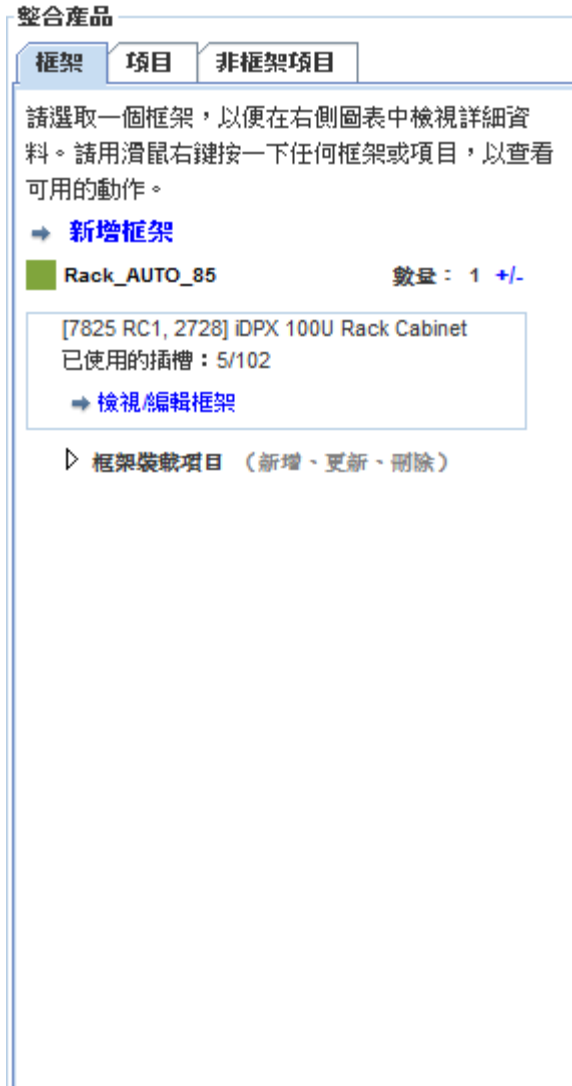 整合產品
框架 項目 非框架項目
請選取一個框架，以便在右側圖表中檢視詳細資
料。請用滑鼠右鍵按一下任何框架或項目，以查看
可用的動作。
新增框架
Rack_AUTO_85 數量： 1 +/-
[7825 RC1, 2728] iDPX 100U Rack Cabinet
已使用的插槽：5/102
檢視/編輯框架
框架裝載項目 （新增、更新、刪除）